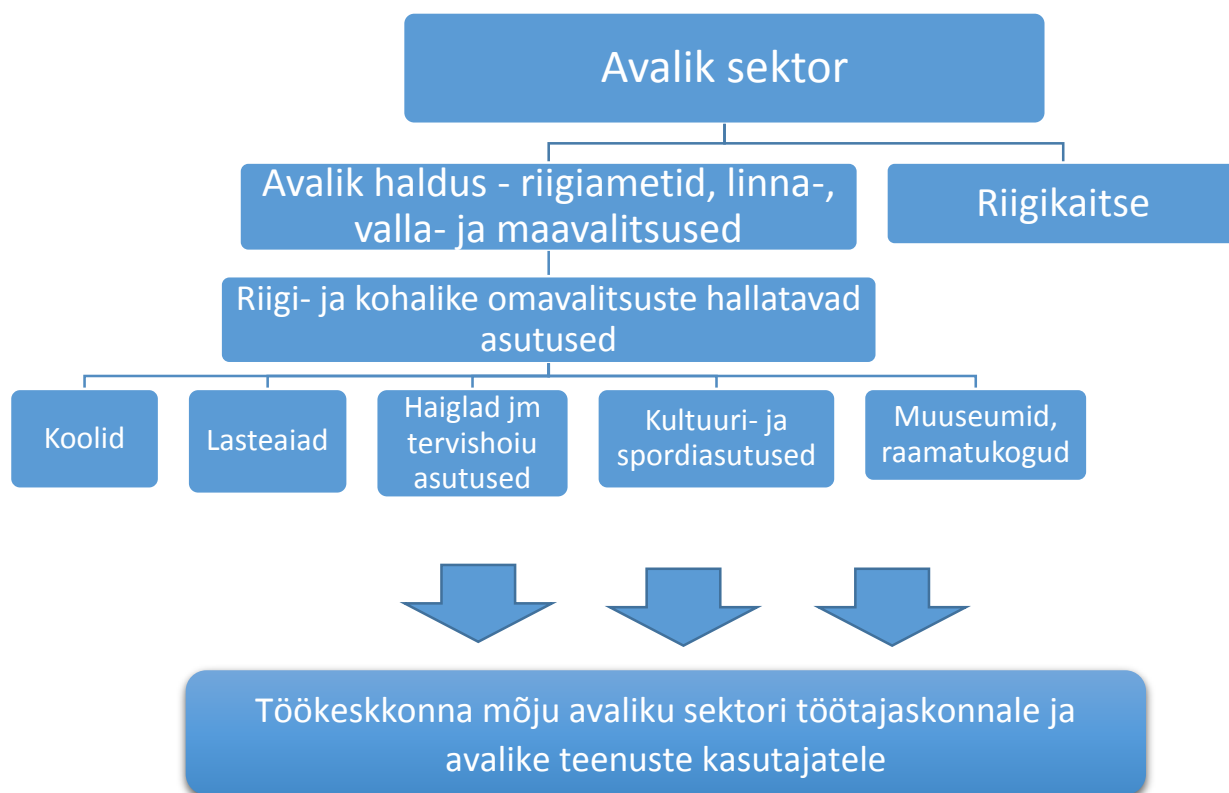 Avalik sektor
Avalik haldus - riigiametid, linna-,
valla- ja maavalitsused
Riigikaitse
Riigi- ja kohalike omavalitsuste hallatavad
asutused
Koolid
Lasteaiad
Haiglad jm
tervishoiu
asutused
Kultuuri- ja
spordiasutused
Muuseumid,
raamatukogud
Töökeskkonna mõju avaliku sektori töötajaskonnale ja
avalike teenuste kasutajatele